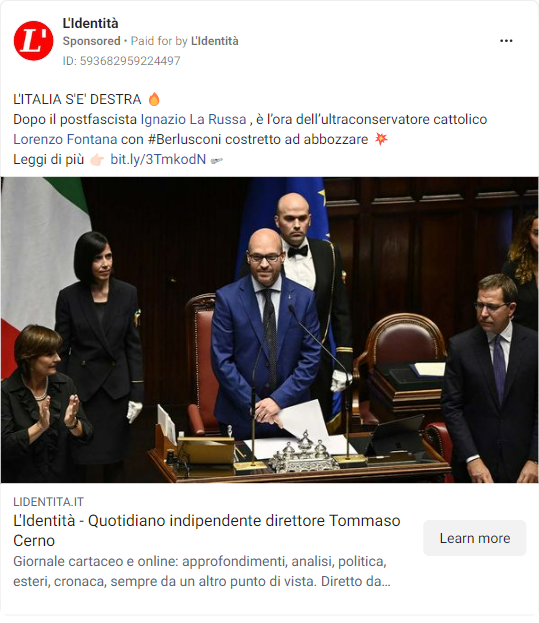 L'Identità
Sponsored • Paid for by L'Identità
ID: 593682959224497
L'ITALIA S'E' DESTRA 🔥
Dopo il postfascista Ignazio La Russa , è l'ora dell'ultraconservatore cattolico
Lorenzo Fontana con #Berlusconi costretto ad abbozzare 💥
Leggi di più 👉🏻 bit.ly/3TmkodN 🗞
LIDENTITA.IT
L'Identità - Quotidiano indipendente direttore Tommaso
Cerno
Learn more
Giornale cartaceo e online: approfondimenti, analisi, politica,
esteri, cronaca, sempre da un altro punto di vista. Diretto da...